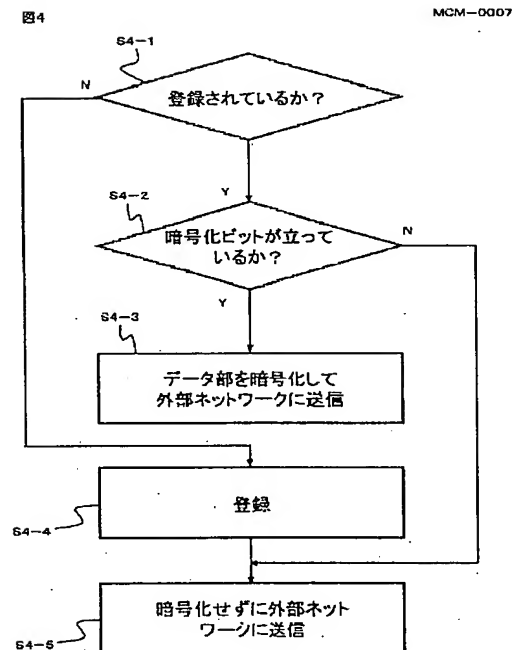 図4
MCM-0007
S4-1
N
登録されているか?
Y
S4-2
N
暗号化ビットが立って
いるか?
Y
S4-3
データ部を暗号化して
外部ネットワークに送信
登録
S4-4
暗号化せずに外部ネット
ワークに送信
S4-5